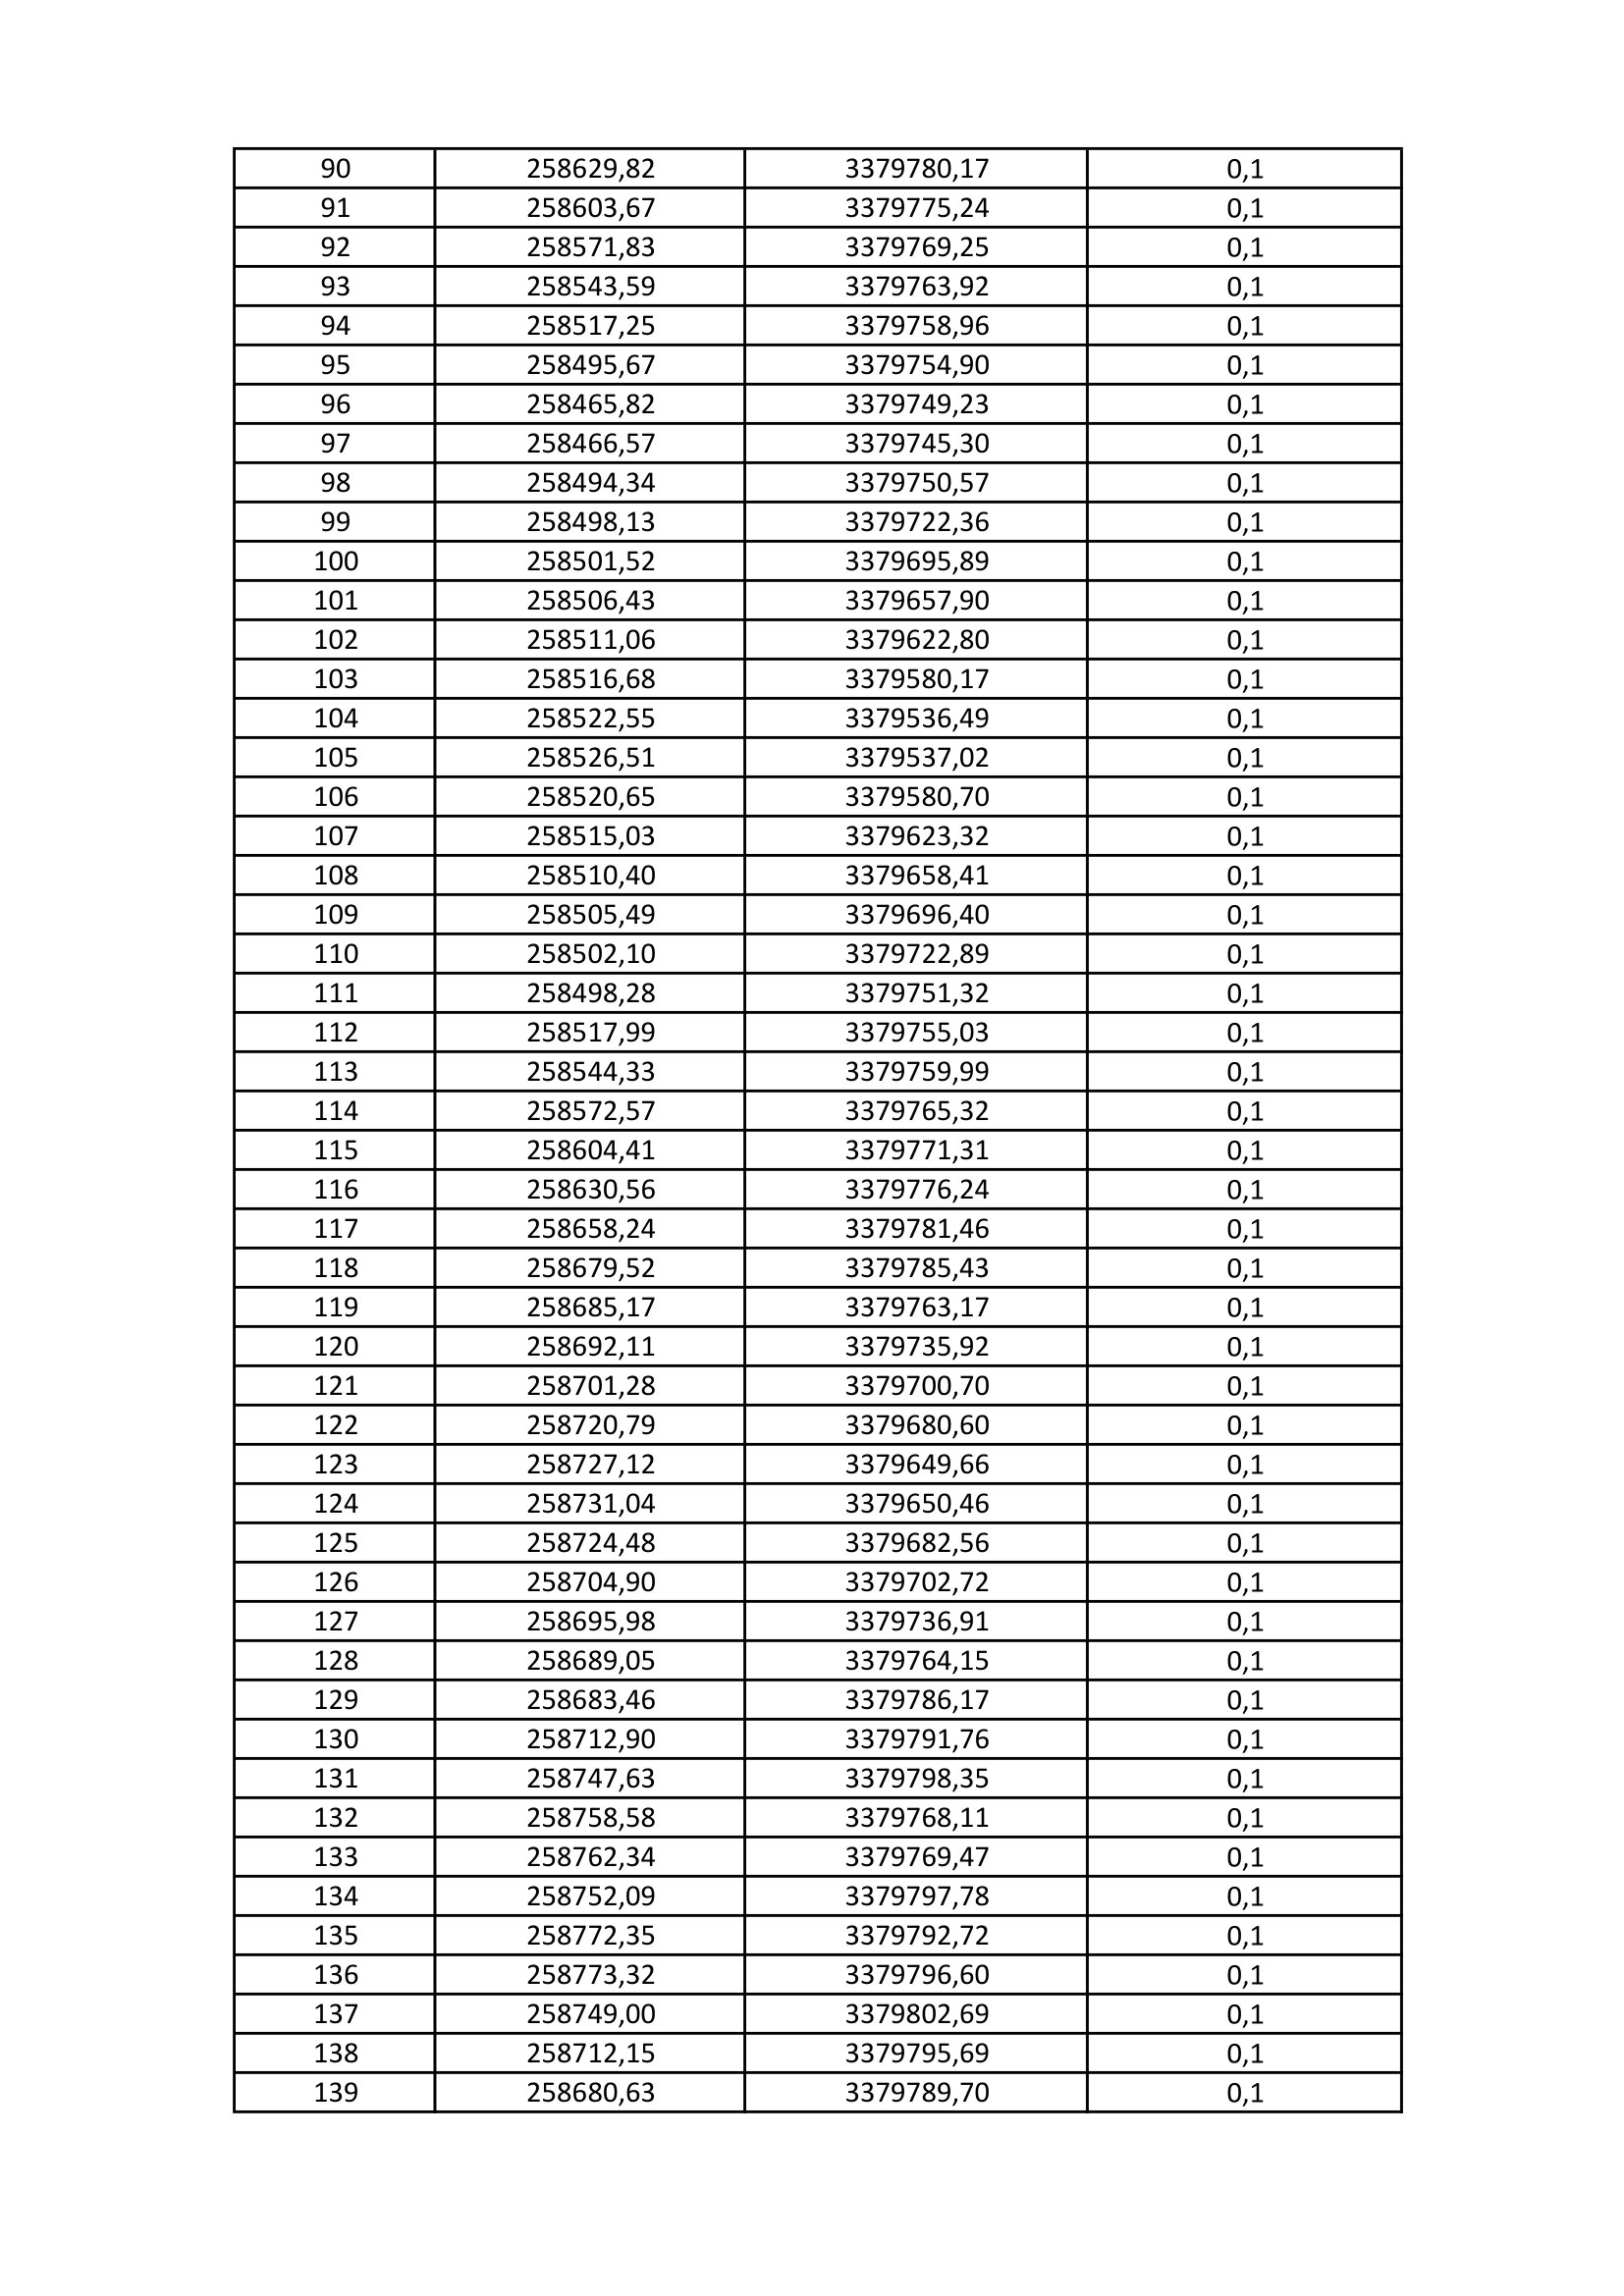 90 258629,82 3379780,17 0,1
91 258603,67 3379775,24 0,1
92 258571,83 3379769,25 0,1
93 258543,59 3379763,92 0,1
94 258517,25 3379758,96 0,1
95 258495,67 3379754,90 0,1
96 258465,82 3379749,23 0,1
97 258466,57 3379745,30 0,1
98 258494,34 3379750,57 0,1
99 258498,13 3379722,36 0,1
100 258501,52 3379695,89 0,1
101 258506,43 3379657,90 0,1
102 258511,06 3379622,80 0,1
103 258516,68 3379580,17 0,1
104 258522,55 3379536,49 0,1
105 258526,51 3379537,02 0,1
106 258520,65 3379580,70 0,1
107 258515,03 3379623,32 0,1
108 258510,40 3379658,41 0,1
109 258505,49 3379696,40 0,1
110 258502,10 3379722,89 0,1
111 258498,28 3379751,32 0,1
112 258517,99 3379755,03 0,1
113 258544,33 3379759,99 0,1
114 258572,57 3379765,32 0,1
115 258604,41 3379771,31 0,1
116 258630,56 3379776,24 0,1
117 258658,24 3379781,46 0,1
118 258679,52 3379785,43 0,1
119 258685,17 3379763,17 0,1
120 258692,11 3379735,92 0,1
121 258701,28 3379700,70 0,1
122 258720,79 3379680,60 0,1
123 258727,12 3379649,66 0,1
124 258731,04 3379650,46 0,1
125 258724,48 3379682,56 0,1
126 258704,90 3379702,72 0,1
127 258695,98 3379736,91 0,1
128 258689,05 3379764,15 0,1
129 258683,46 3379786,17 0,1
130 258712,90 3379791,76 0,1
131 258747,63 3379798,35 0,1
132 258758,58 3379768,11 0,1
133 258762,34 3379769,47 0,1
134 258752,09 3379797,78 0,1
135 258772,35 3379792,72 0,1
136 258773,32 3379796,60 0,1
137 258749,00 3379802,69 0,1
138 258712,15 3379795,69 0,1
139 258680,63 3379789,70 0,1